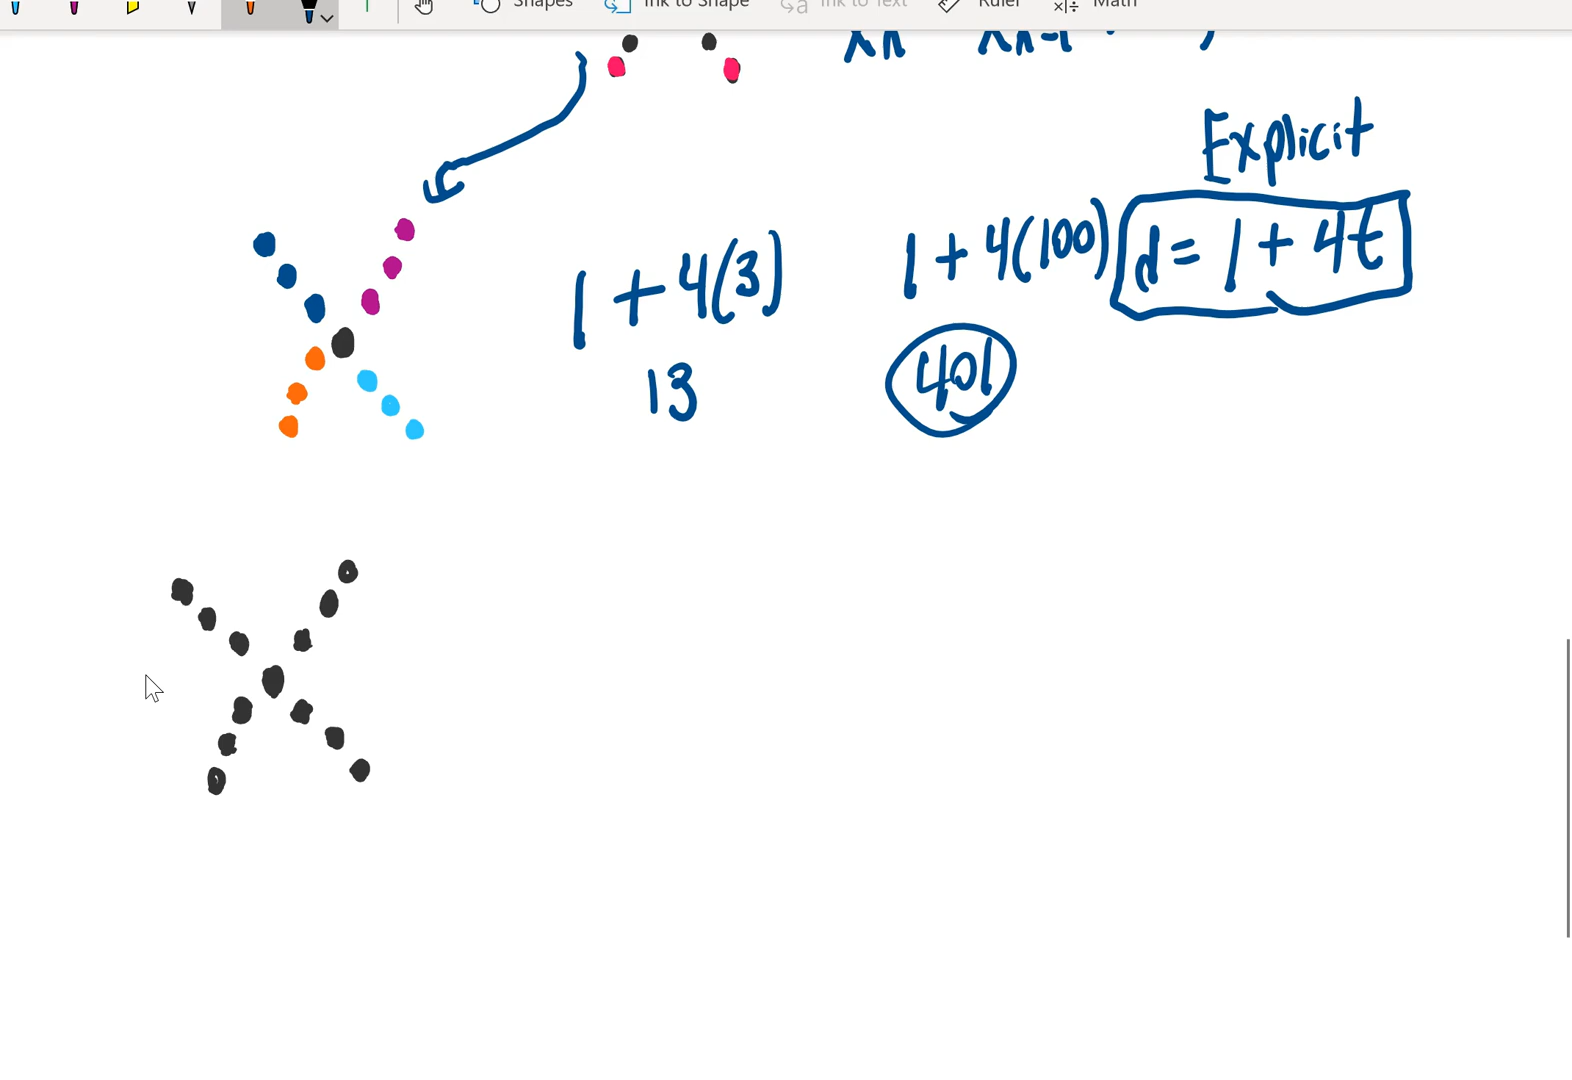 Shapes
Ink to Shape
Ink to Text
Ruler
Math
Explicit
1 + 4(3)
13
1 + 4(100)
401
d = 1 + 4t